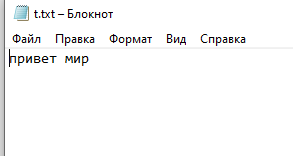 t.txt – Блокнот
Файл Правка Формат Вид Справка
привет мир